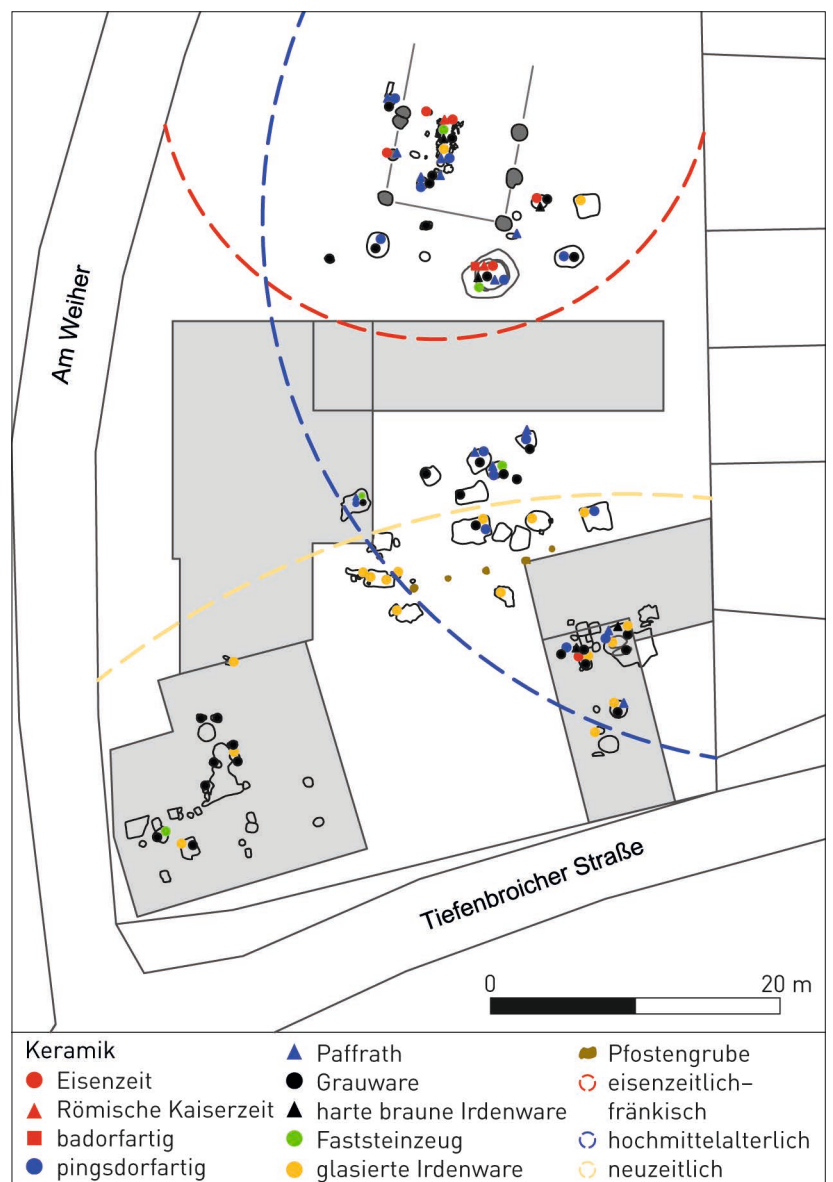 Am Weiher
Tiefenbroicher Straße
0 20 m
Keramik
Eisenzeit
Römische Kaiserzeit
badorfartig
pingsdorfartig
Paffrath
Grauware
harte braune Irdenware
Faststeinzeug
glasierte Irdenware
Pfostengrube
eisenzeitlich–
fränkisch
hochmittelalterlich
neuzeitlich